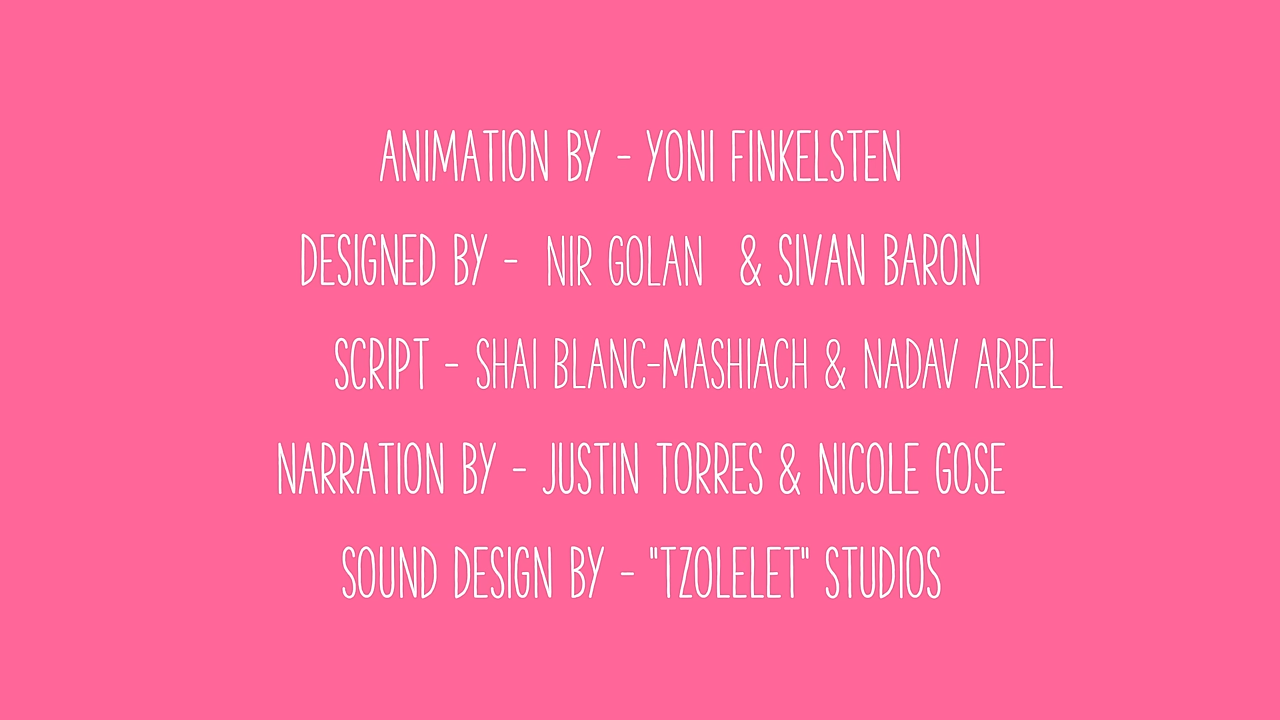 ANIMATION BY - YONI FINKELSTEN
DESIGNED BY - NIR GOLAN & SIVAN BARON
SCRIPT - SHAI BLANC-MASHIACH & NADAV ARBEL
NARRATION BY - JUSTIN TORRES & NICOLE GOSE
SOUND DESIGN BY - "TZOLELET" STUDIOS